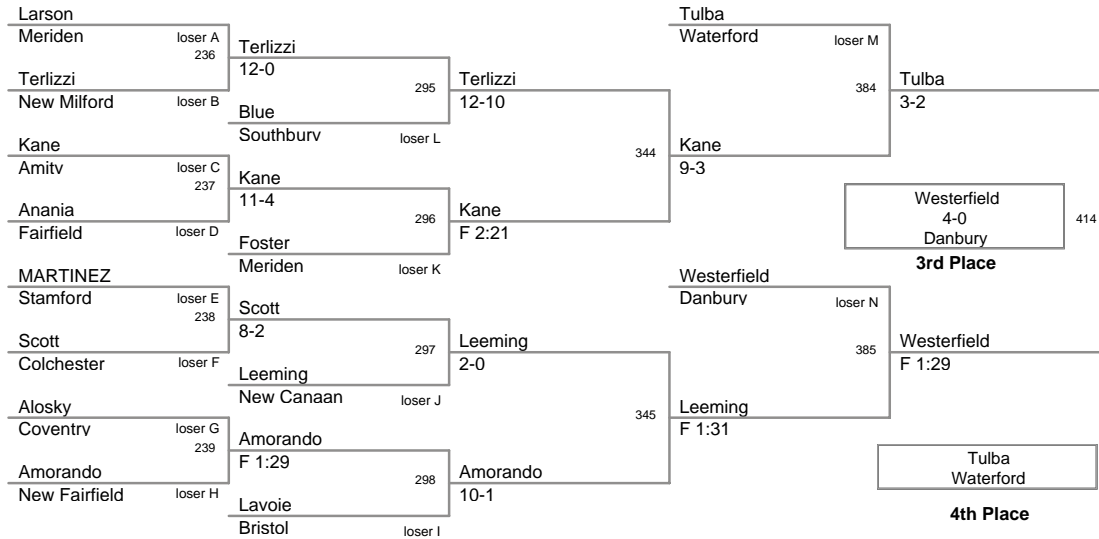 Larson
Meriden
loser A
236
Terlizzi
New Milford
loser B
Kane
Amity
loser C
237
Anania
Fairfield
loser D
MARTINEZ
Stamford
loser E
238
Scott
Colchester
loser F
Alosky
Coventry
loser G
239
Amorando
New Fairfield
loser H
Terlizzi
12-0
295
Blue
Southbury
loser L
Kane
11-4
296
Foster
Meriden
loser K
Scott
8-2
297
Leeming
New Canaan
loser J
Amorando
F 1:29
298
Lavoie
Bristol
loser I
Terlizzi
12-10
344
Kane
F 2:21
Leeming
2-0
345
Amorando
10-1
Tulba
Waterford
loser M
384
Kane
9-3
Westerfield
Danbury
loser N
385
Leeming
F 1:31
Tulba
3-2
Westerfield
4-0
Danbury
414
3rd Place
Westerfield
F 1:29
Tulba
Waterford
4th Place